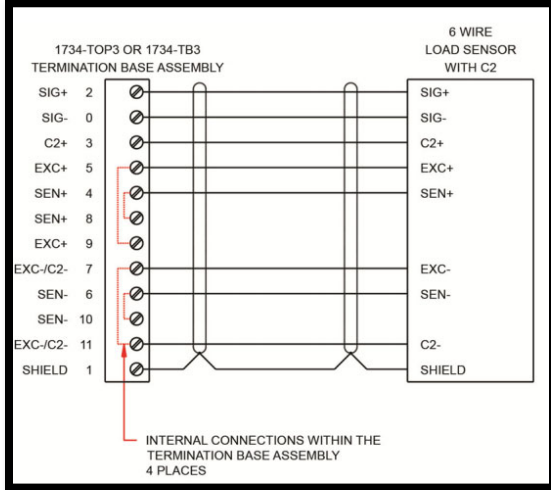 1734-TOP3 OR 1734-TB3
TERMINATION BASE ASSEMBLY
6 WIRE
LOAD SENSOR
WITH C2
SIG+ 2 SIG+
SIG- 0 SIG-
C2+ 3 C2+
EXC+ 5 EXC+
SEN+ 4 SEN+
SEN+ 8
EXC+ 9
EXC-/C2- 7 EXC-
SEN- 6 SEN-
SEN- 10
EXC-/C2- 11 C2-
SHIELD 1 SHIELD
INTERNAL CONNECTIONS WITHIN THE
TERMINATION BASE ASSEMBLY
4 PLACES